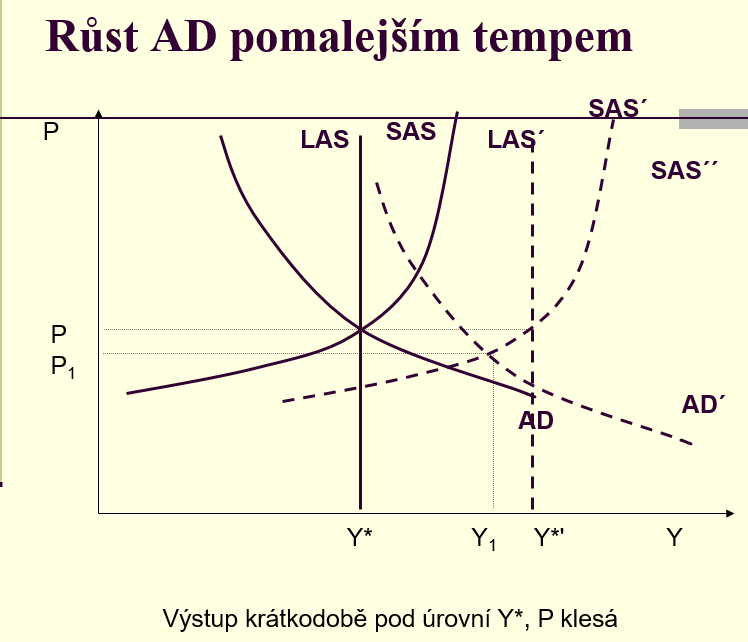 Růst AD pomalejším tempem
SAS´
P
LAS
SAS
LAS´
SAS´´
P
P₁
AD´
AD
Y*
Y₁
Y*'
Y
Výstup krátkodobě pod úrovní Y*, P klesá